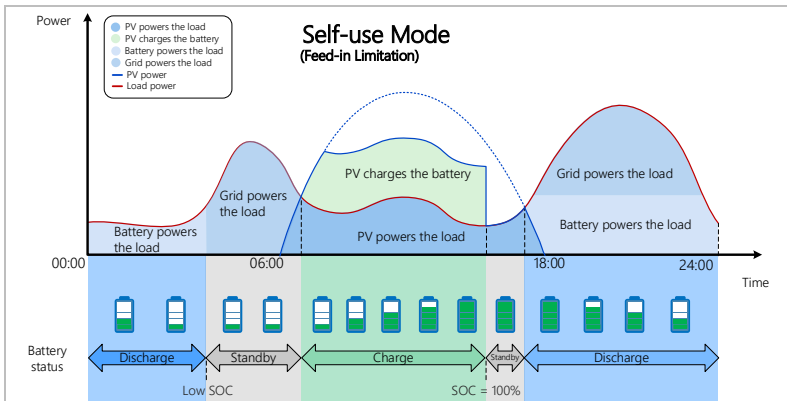 Power
Self-use Mode
(Feed-in Limitation)
PV powers the load
PV charges the battery
Battery powers the load
Grid powers the load
PV power
Load power
Battery powers
the load
Grid powers
the load
PV charges the battery
PV powers the load
Grid powers the load
Battery powers the load
00:00
06:00
18:00
24:00
Time
Battery
status
Discharge
Standby
Charge
Standby
Discharge
Low SOC
SOC = 100%